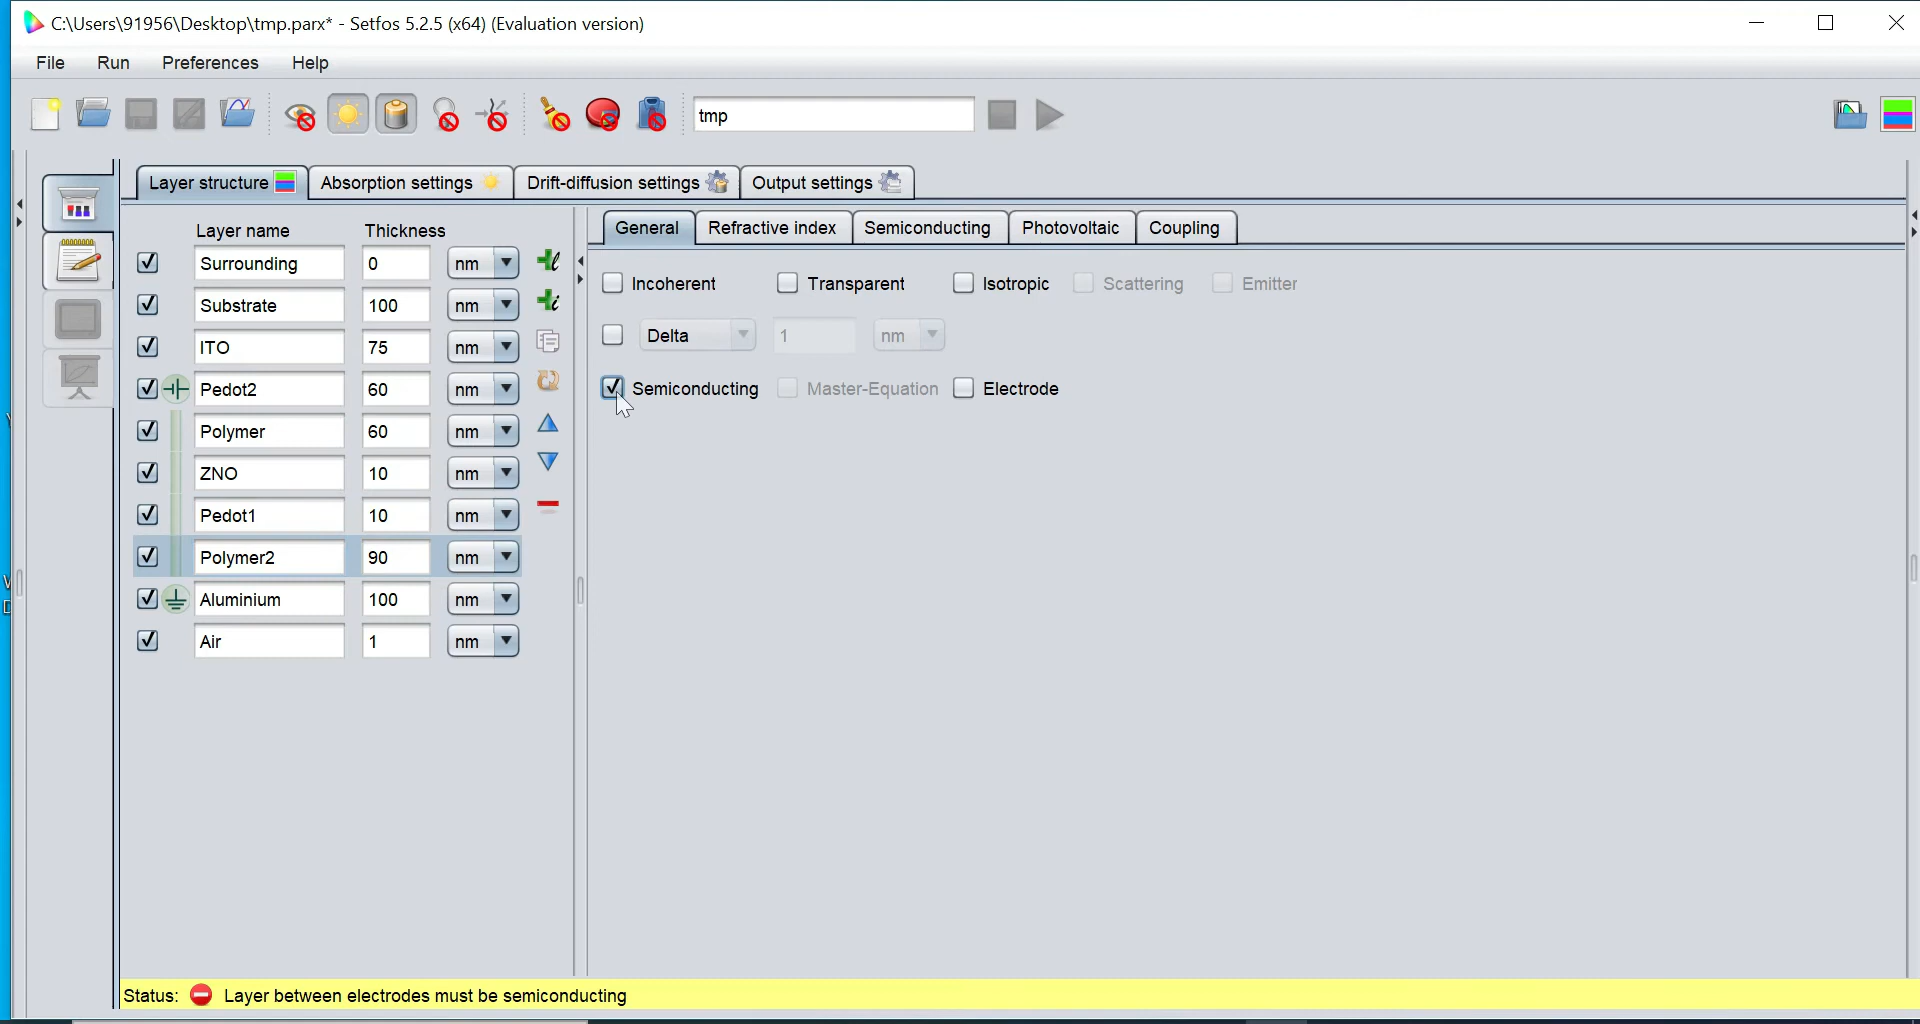 C:\Users\91956\Desktop\tmp.parx* - Setfos 5.2.5 (x64) (Evaluation version)
File Run Preferences Help
tmp
Layer structure Absorption settings Drift-diffusion settings Output settings
Layer name Thickness
Surrounding 0 nm
Substrate 100 nm
ITO 75 nm
Pedot2 60 nm
Polymer 60 nm
ZNO 10 nm
Pedot1 10 nm
Polymer2 90 nm
Aluminium 100 nm
Air 1 nm
General Refractive index Semiconducting Photovoltaic Coupling
Incoherent Transparent Isotropic Scattering Emitter
Delta 1 nm
Semiconducting Master-Equation Electrode
Status: Layer between electrodes must be semiconducting